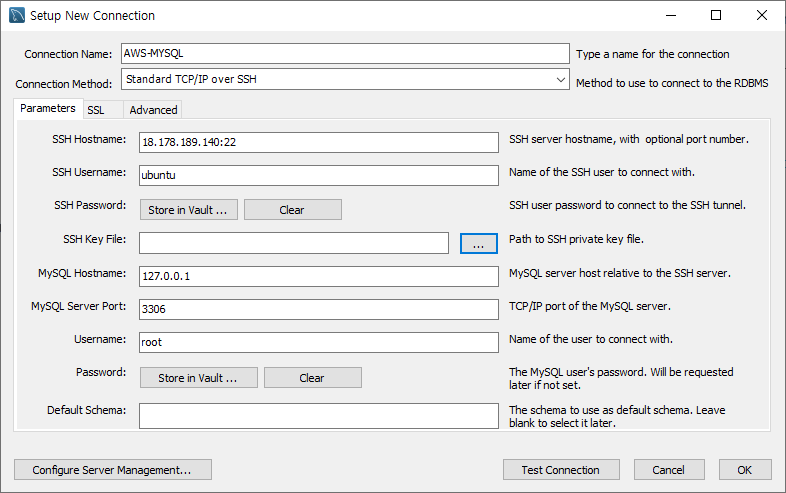 Setup New Connection
Connection Name: AWS-MYSQL Type a name for the connection
Connection Method: Standard TCP/IP over SSH Method to use to connect to the RDBMS
Parameters SSL Advanced
SSH Hostname: 18.178.189.140:22 SSH server hostname, with optional port number.
SSH Username: ubuntu Name of the SSH user to connect with.
SSH Password: Store in Vault ... Clear SSH user password to connect to the SSH tunnel.
SSH Key File: ... Path to SSH private key file.
MySQL Hostname: 127.0.0.1 MySQL server host relative to the SSH server.
MySQL Server Port: 3306 TCP/IP port of the MySQL server.
Username: root Name of the user to connect with.
Password: Store in Vault ... Clear The MySQL user's password. Will be requested
later if not set.
Default Schema: The schema to use as default schema. Leave
blank to select it later.
Configure Server Management... Test Connection Cancel OK